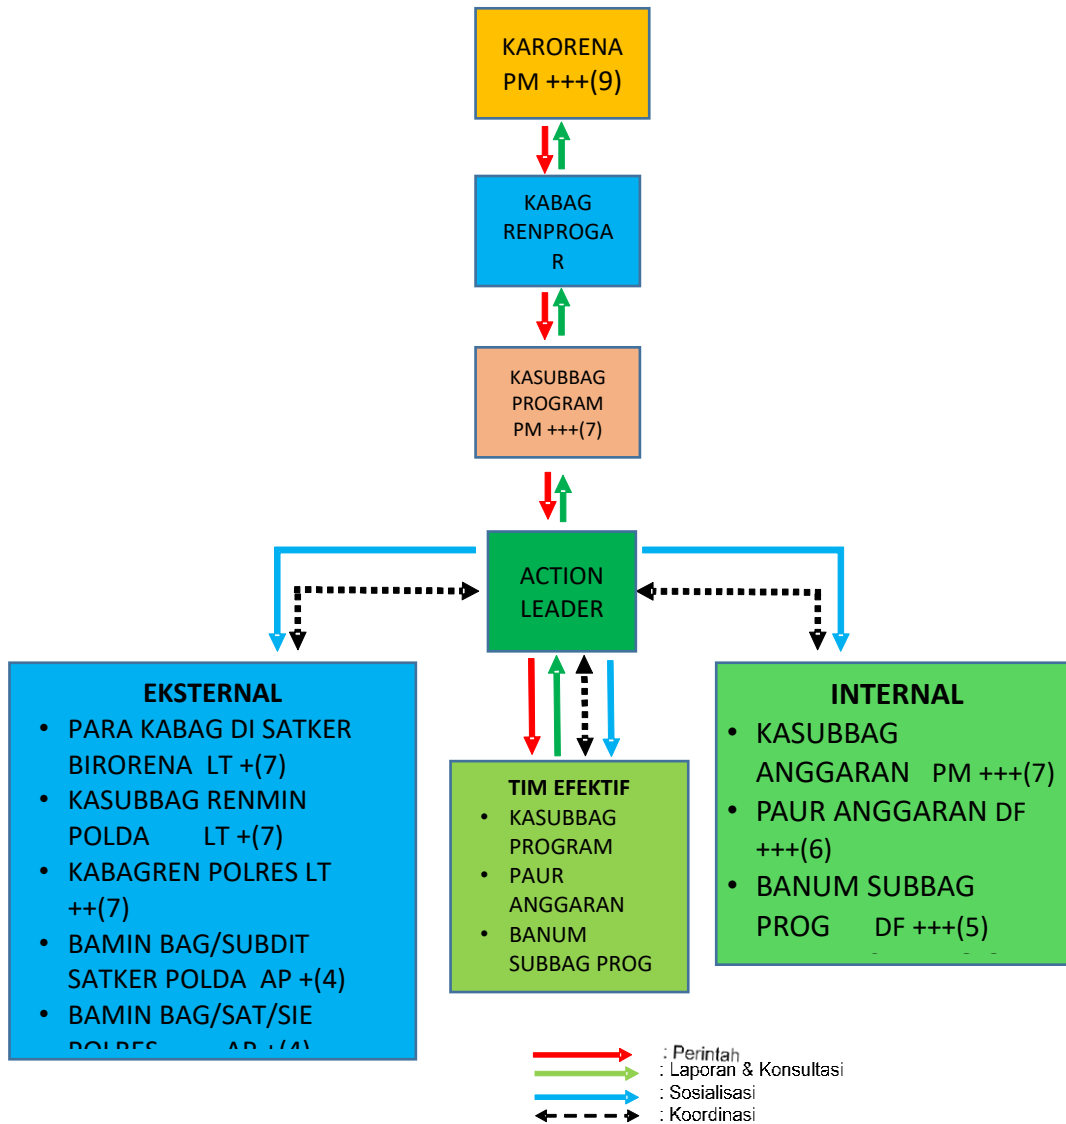 KARORENA
PM +++(9)
KABAG
RENPROGA
R
KASUBBAG
PROGRAM
PM +++(7)
ACTION
LEADER
EKSTERNAL
• PARA KABAG DI SATKER
BIRORENA LT +(7)
• KASUBBAG RENMIN
POLDA LT +(7)
• KABAGREN POLRES LT
++(7)
• BAMIN BAG/SUBDIT
SATKER POLDA AP +(4)
• BAMIN BAG/SAT/SIE
POLRES AP +(4)
TIM EFEKTIF
• KASUBBAG
PROGRAM
• PAUR
ANGGARAN
• BANUM
SUBBAG PROG
INTERNAL
• KASUBBAG
ANGGARAN PM +++(7)
• PAUR ANGGARAN DF
+++(6)
• BANUM SUBBAG
PROG DF +++(5)
: Perintah
: Laporan & Konsultasi
: Sosialisasi
: Koordinasi